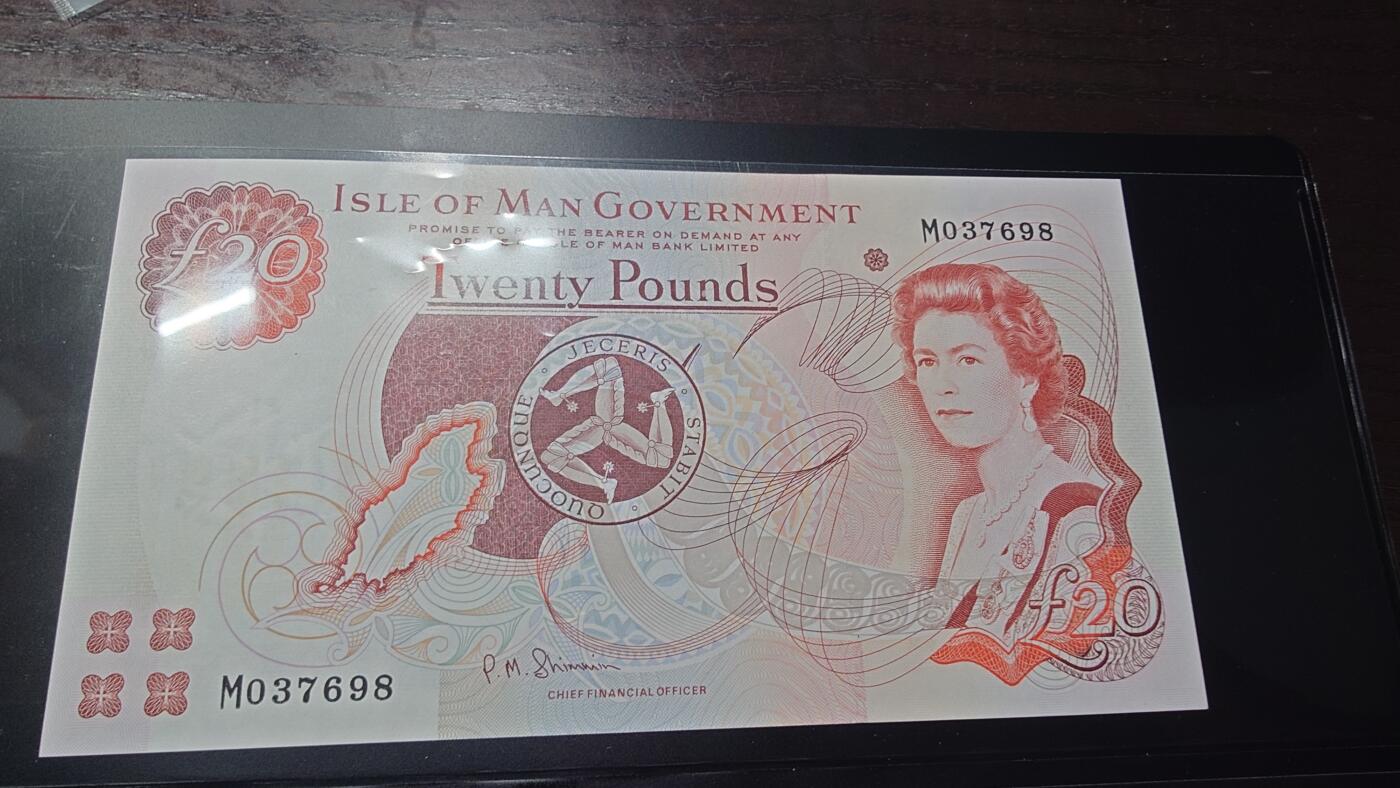 £20
ISLE OF MAN GOVERNMENT
PROMISE TO PAY THE BEARER ON DEMAND AT ANY
OF MAN BANK LIMITED
Twenty Pounds
M037698
QUOCUNQUE JECERIS STABIT
£20
P.M. Shimmin
CHIEF FINANCIAL OFFICER
M037698